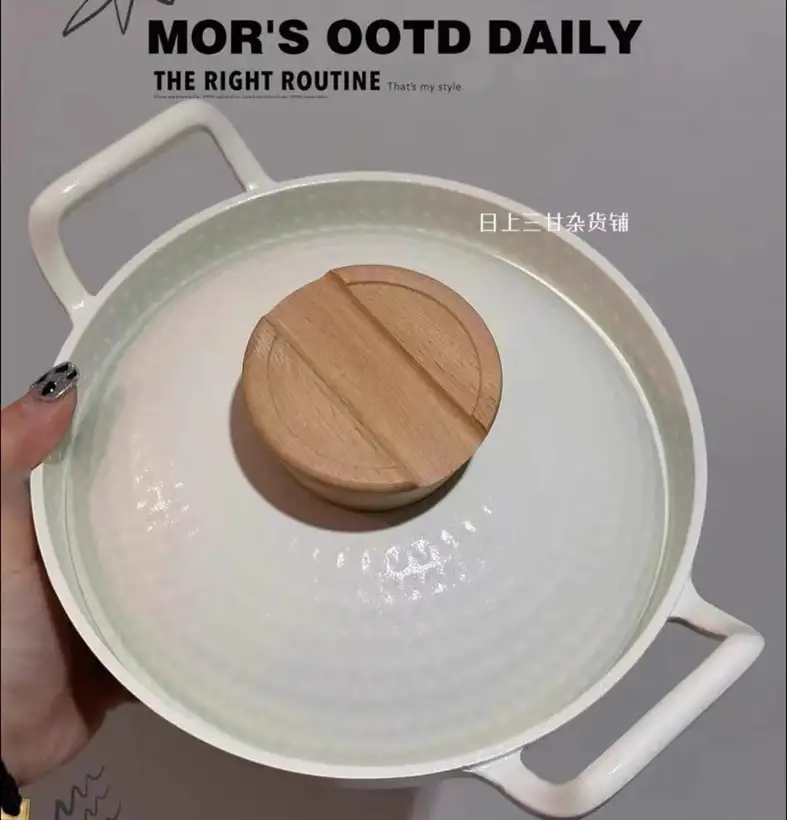 MOR'S OOTD DAILY
THE RIGHT ROUTINE That's my style.
日上三甘杂货铺